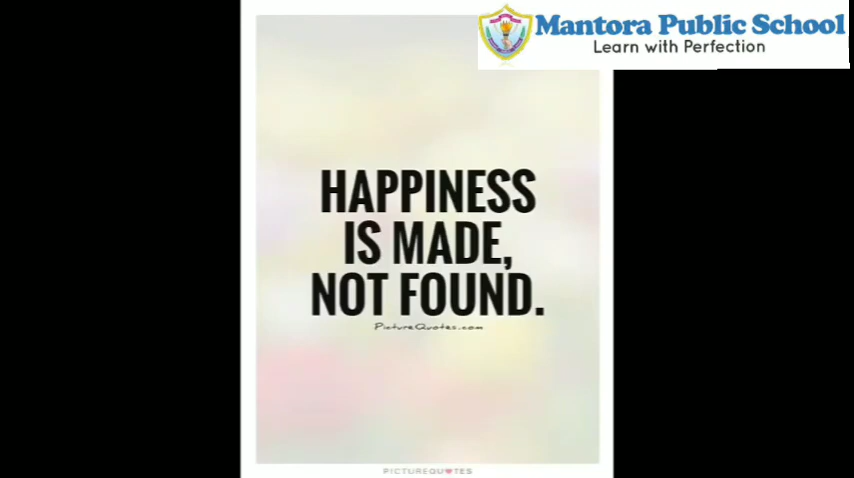 Mantora Public School
Learn with Perfection
HAPPINESS
IS MADE,
NOT FOUND.
PictureQuotes.com
PICTUREQUOTES